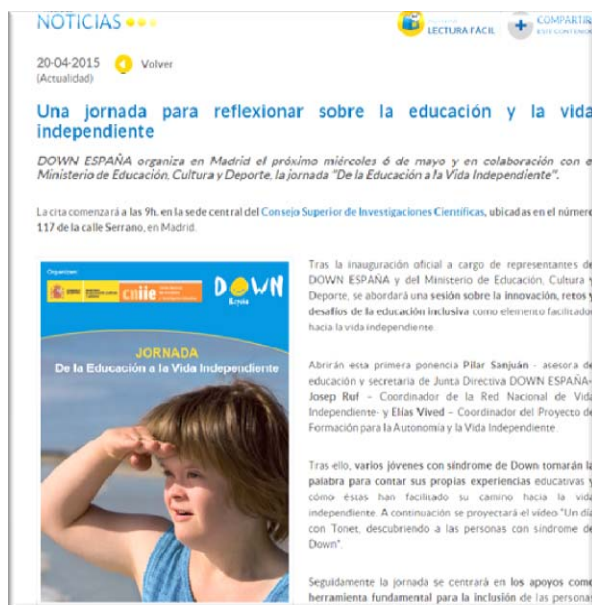 NOTICIAS
LECTURA FÁCIL
COMPARTIR
ESTE CONTENIDO
20-04-2015
Volver
(Actualidad)
Una jornada para reflexionar sobre la educación y la vida
independiente
DOWN ESPAÑA organiza en Madrid el próximo miércoles 6 de mayo y en colaboración con e
Ministerio de Educación, Cultura y Deporte, la jornada "De la Educación a la Vida Independiente".
La cita comenzará a las 9h. en la sede central del Consejo Superior de Investigaciones Científicas, ubicadas en el número
117 de la calle Serrano, en Madrid.
Organizan:
cniie
DOWN
España
JORNADA
De la Educación a la Vida Independiente
Tras la inauguración oficial a cargo de representantes de
DOWN ESPAÑA y del Ministerio de Educación, Cultura y
Deporte, se abordará una sesión sobre la innovación, retos y
desafíos de la educación inclusiva como elemento facilitador
hacia la vida independiente.
Abrirán esta primera ponencia Pilar Sanjuán - asesora de
educación y secretaria de Junta Directiva DOWN ESPAÑA-
Josep Ruf – Coordinador de la Red Nacional de Vida
Independiente- y Elías Vived – Coordinador del Proyecto de
Formación para la Autonomía y la Vida Independiente.
Tras ello, varios jóvenes con síndrome de Down tomarán la
palabra para contar sus propias experiencias educativas y
cómo éstas han facilitado su camino hacia la vida
independiente. A continuación se proyectará el vídeo "Un día
con Tonet, descubriendo a las personas con síndrome de
Down".
Seguidamente la jornada se centrará en los apoyos como
herramienta fundamental para la inclusión de las personas